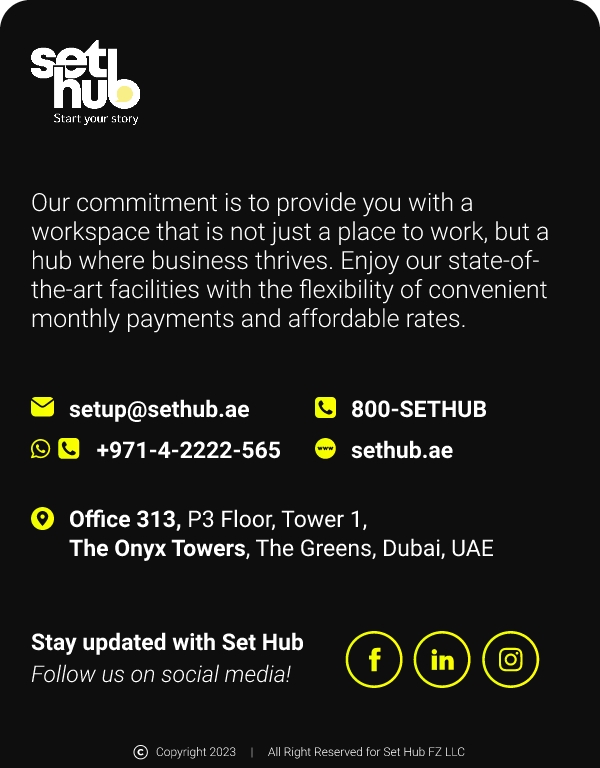 set
hub
Start your story
Our commitment is to provide you with a
workspace that is not just a place to work, but a
hub where business thrives. Enjoy our state-of-
the-art facilities with the flexibility of convenient
monthly payments and affordable rates.
setup@sethub.ae
800-SETHUB
+971-4-2222-565
www
sethub.ae
Office 313, P3 Floor, Tower 1,
The Onyx Towers, The Greens, Dubai, UAE
Stay updated with Set Hub
Follow us on social media!
f in
© Copyright 2023 | All Right Reserved for Set Hub FZ LLC